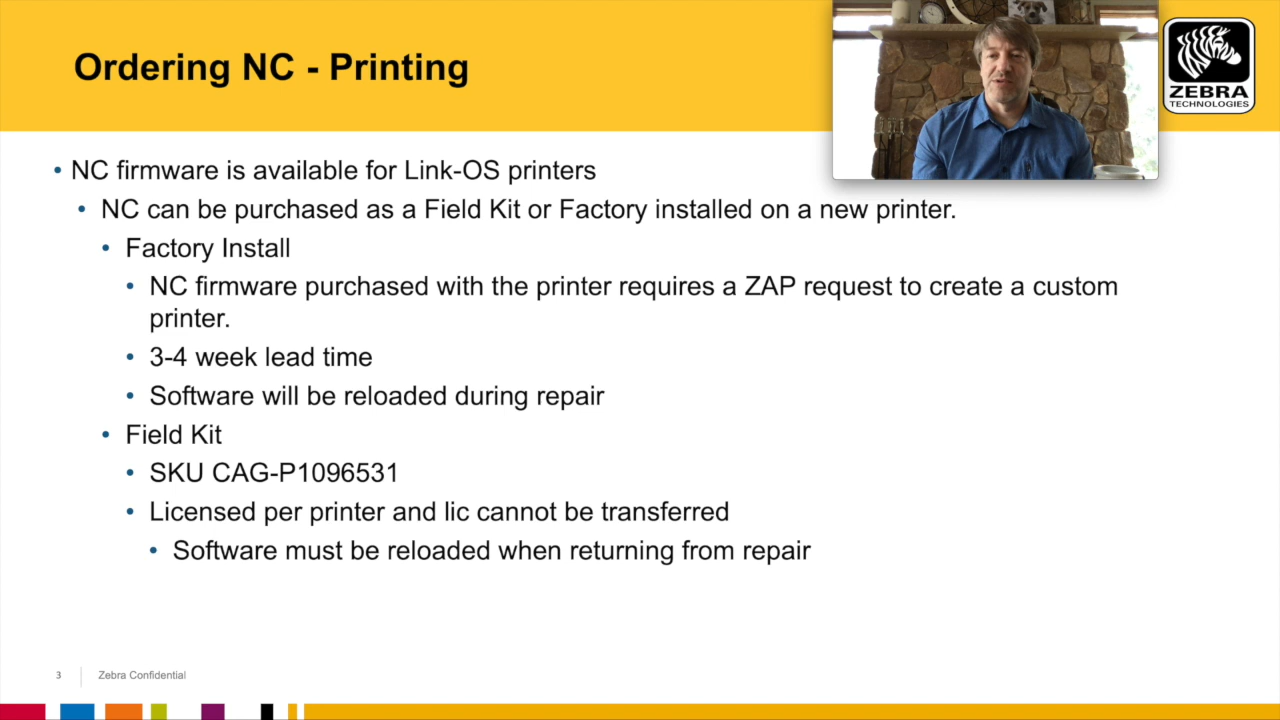 Ordering NC - Printing
ZEBRA
TECHNOLOGIES
• NC firmware is available for Link-OS printers
• NC can be purchased as a Field Kit or Factory installed on a new printer.
• Factory Install
• NC firmware purchased with the printer requires a ZAP request to create a custom
printer.
• 3-4 week lead time
• Software will be reloaded during repair
• Field Kit
• SKU CAG-P1096531
• Licensed per printer and lic cannot be transferred
• Software must be reloaded when returning from repair
3
Zebra Confidential